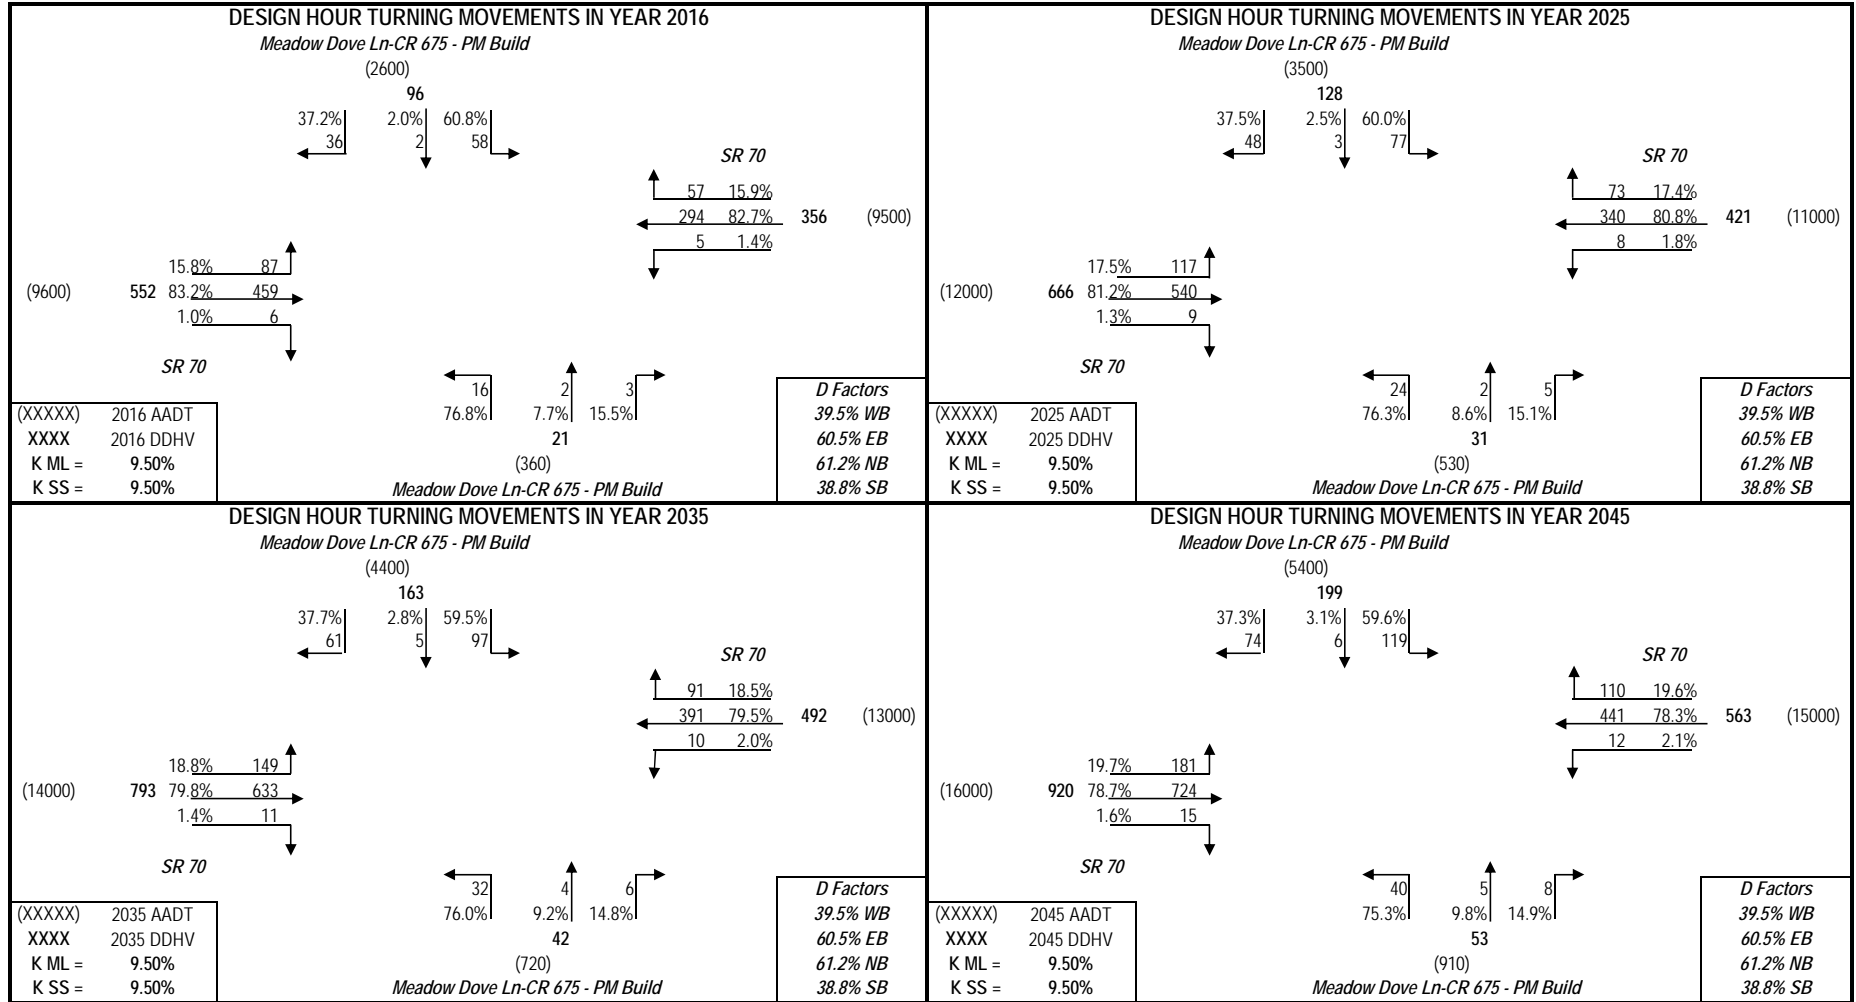 DESIGN HOUR TURNING MOVEMENTS IN YEAR 2016
Meadow Dove Ln-CR 675 - PM Build
(2600)
96
37.2% 2.0% 60.8%
36 2 58
SR 70
57 15.9%
294 82.7% 356 (9500)
5 1.4%
15.8% 87
(9600) 552 83.2% 459
1.0% 6
SR 70
16 2 3
76.8% 7.7% 15.5%
21
(360)
Meadow Dove Ln-CR 675 - PM Build
(XXXXX) 2016 AADT
XXXX 2016 DDHV
K ML = 9.50%
K SS = 9.50%
D Factors
39.5% WB
60.5% EB
61.2% NB
38.8% SB
DESIGN HOUR TURNING MOVEMENTS IN YEAR 2025
Meadow Dove Ln-CR 675 - PM Build
(3500)
128
37.5% 2.5% 60.0%
48 3 77
SR 70
73 17.4%
340 80.8% 421 (11000)
8 1.8%
17.5% 117
(12000) 666 81.2% 540
1.3% 9
SR 70
24 2 5
76.3% 8.6% 15.1%
31
(530)
Meadow Dove Ln-CR 675 - PM Build
(XXXXX) 2025 AADT
XXXX 2025 DDHV
K ML = 9.50%
K SS = 9.50%
D Factors
39.5% WB
60.5% EB
61.2% NB
38.8% SB
DESIGN HOUR TURNING MOVEMENTS IN YEAR 2035
Meadow Dove Ln-CR 675 - PM Build
(4400)
163
37.7% 2.8% 59.5%
61 5 97
SR 70
91 18.5%
391 79.5% 492 (13000)
10 2.0%
18.8% 149
(14000) 793 79.8% 633
1.4% 11
SR 70
32 4 6
76.0% 9.2% 14.8%
42
(720)
Meadow Dove Ln-CR 675 - PM Build
(XXXXX) 2035 AADT
XXXX 2035 DDHV
K ML = 9.50%
K SS = 9.50%
D Factors
39.5% WB
60.5% EB
61.2% NB
38.8% SB
DESIGN HOUR TURNING MOVEMENTS IN YEAR 2045
Meadow Dove Ln-CR 675 - PM Build
(5400)
199
37.3% 3.1% 59.6%
74 6 119
SR 70
110 19.6%
441 78.3% 563 (15000)
12 2.1%
19.7% 181
(16000) 920 78.7% 724
1.6% 15
SR 70
40 5 8
75.3% 9.8% 14.9%
53
(910)
Meadow Dove Ln-CR 675 - PM Build
(XXXXX) 2045 AADT
XXXX 2045 DDHV
K ML = 9.50%
K SS = 9.50%
D Factors
39.5% WB
60.5% EB
61.2% NB
38.8% SB